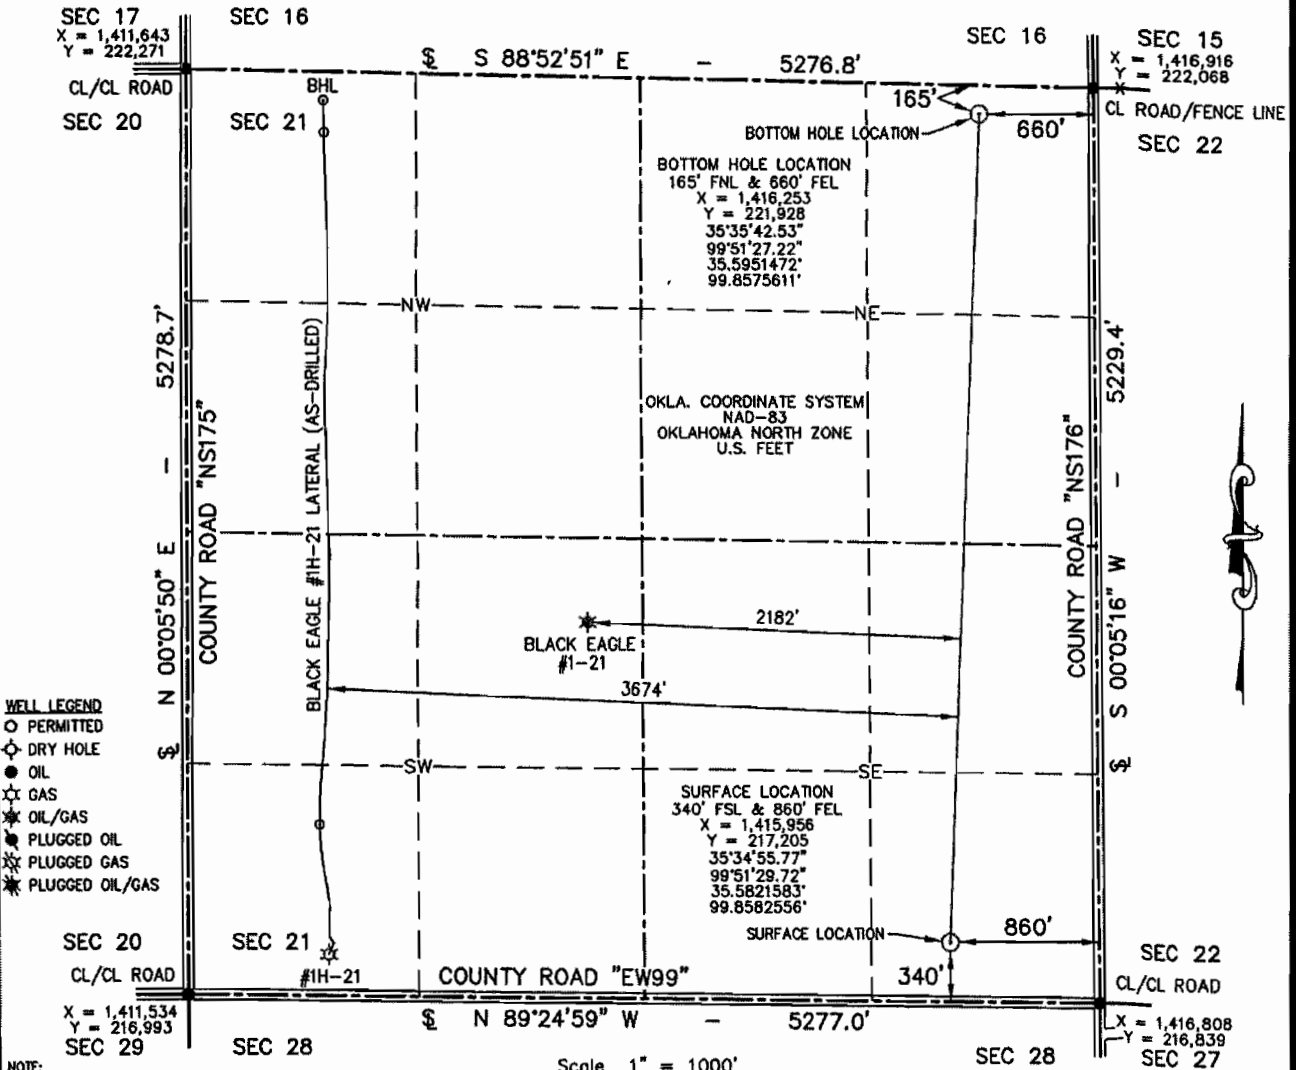 SEC 17
SEC 16
X = 1,411,643
Y = 222,271
CL/CL ROAD
SEC 20
SEC 21
BHL
S 88°52'51" E - 5276.8'
SEC 16
SEC 15
X = 1,416,916
Y = 222,068
CL ROAD/FENCE LINE
SEC 22
165'
660'
BOTTOM HOLE LOCATION
BOTTOM HOLE LOCATION
165' FNL & 660' FEL
X = 1,416,253
Y = 221,928
35°35'42.53"
99°51'27.22"
35.5951472°
99.8575611°
NW
NE
N 00°05'50" E - 5278.7'
COUNTY ROAD "NS175"
BLACK EAGLE #1H-21 LATERAL (AS-DRILLED)
OKLA. COORDINATE SYSTEM
NAD-83
OKLAHOMA NORTH ZONE
U.S. FEET
COUNTY ROAD "NS176"
S 00°05'16" W - 5229.4'
2182'
BLACK EAGLE
#1-21
3674'
WELL LEGEND
PERMITTED
DRY HOLE
OIL
GAS
OIL/GAS
PLUGGED OIL
PLUGGED GAS
PLUGGED OIL/GAS
SW
SE
SURFACE LOCATION
340' FSL & 860' FEL
X = 1,415,956
Y = 217,205
35°34'55.77"
99°51'29.72"
35.5821583°
99.8582556°
SURFACE LOCATION
860'
340'
SEC 20
SEC 21
CL/CL ROAD
#1H-21
COUNTY ROAD "EW99"
SEC 22
CL/CL ROAD
X = 1,411,534
Y = 216,993
SEC 29
SEC 28
N 89°24'59" W - 5277.0'
X = 1,416,808
Y = 216,839
SEC 28
SEC 27
NOTE:
Scale 1" = 1000'